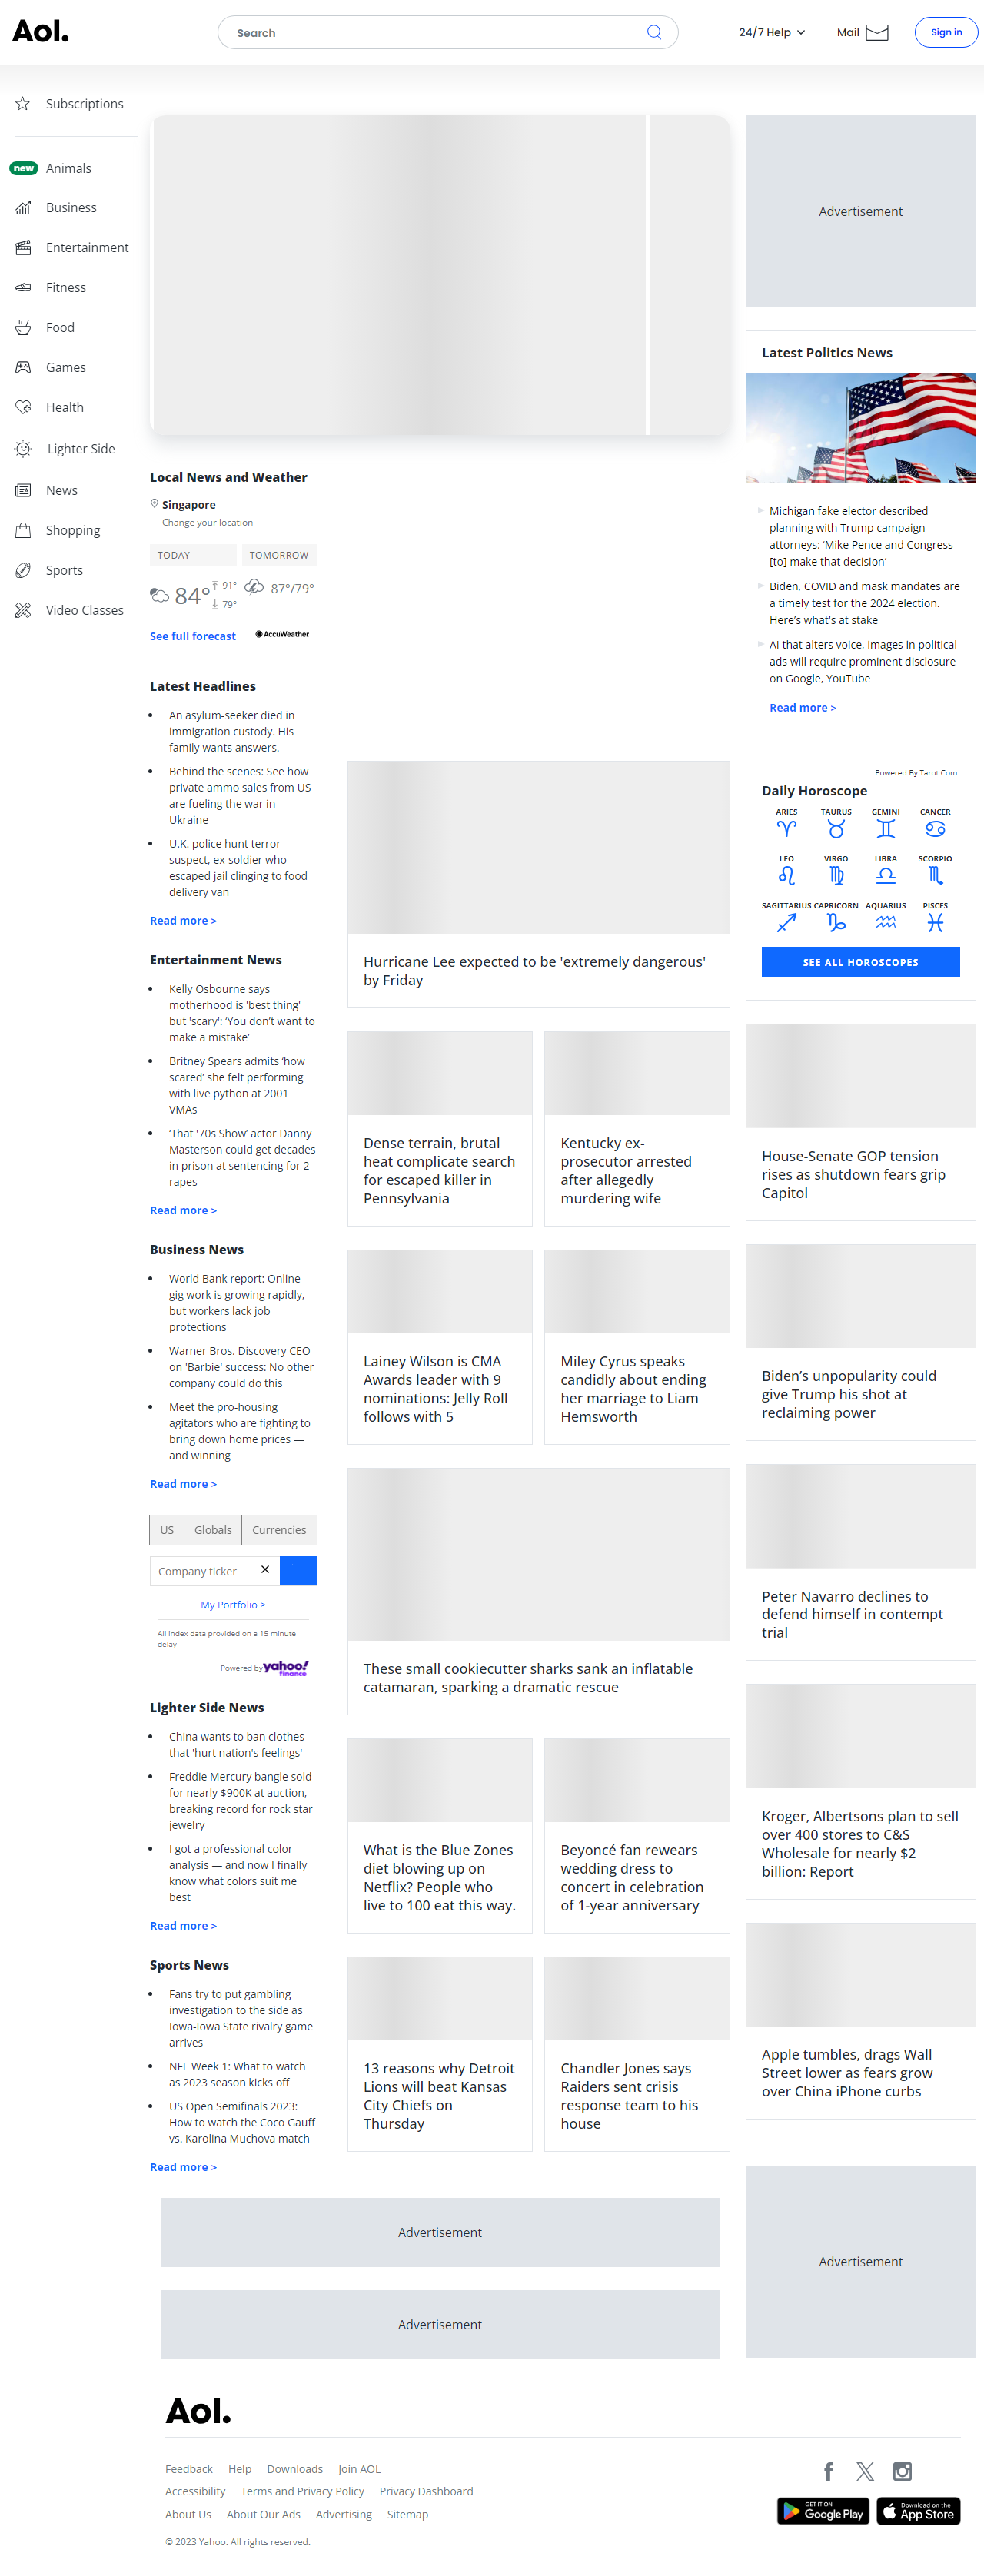 Aol.
Search
24/7 Help
Mail
Sign in
Subscriptions
new Animals
Business
Entertainment
Fitness
Food
Games
Health
Lighter Side
News
Shopping
Sports
Video Classes
Advertisement
Latest Politics News
Michigan fake elector described
planning with Trump campaign
attorneys: ‘Mike Pence and Congress
[to] make that decision’
Biden, COVID and mask mandates are
a timely test for the 2024 election.
Here’s what's at stake
AI that alters voice, images in political
ads will require prominent disclosure
on Google, YouTube
Read more >
Local News and Weather
Singapore
Change your location
TODAY
TOMORROW
84°
91°
79°
87°/79°
See full forecast
AccuWeather
Latest Headlines
An asylum-seeker died in
immigration custody. His
family wants answers.
Behind the scenes: See how
private ammo sales from US
are fueling the war in
Ukraine
U.K. police hunt terror
suspect, ex-soldier who
escaped jail clinging to food
delivery van
Read more >
Entertainment News
Kelly Osbourne says
motherhood is 'best thing'
but 'scary': ‘You don’t want to
make a mistake’
Britney Spears admits ‘how
scared’ she felt performing
with live python at 2001
VMAs
‘That ’70s Show’ actor Danny
Masterson could get decades
in prison at sentencing for 2
rapes
Read more >
Business News
World Bank report: Online
gig work is growing rapidly,
but workers lack job
protections
Warner Bros. Discovery CEO
on 'Barbie' success: No other
company could do this
Meet the pro-housing
agitators who are fighting to
bring down home prices —
and winning
Read more >
US
Globals
Currencies
Company ticker
My Portfolio >
All index data provided on a 15 minute
delay
Powered by yahoo! finance
Lighter Side News
China wants to ban clothes
that 'hurt nation's feelings'
Freddie Mercury bangle sold
for nearly $900K at auction,
breaking record for rock star
jewelry
I got a professional color
analysis — and now I finally
know what colors suit me
best
Read more >
Sports News
Fans try to put gambling
investigation to the side as
Iowa-Iowa State rivalry game
arrives
NFL Week 1: What to watch
as 2023 season kicks off
US Open Semifinals 2023:
How to watch the Coco Gauff
vs. Karolina Muchova match
Read more >
Hurricane Lee expected to be 'extremely dangerous'
by Friday
Dense terrain, brutal
heat complicate search
for escaped killer in
Pennsylvania
Kentucky ex-
prosecutor arrested
after allegedly
murdering wife
Lainey Wilson is CMA
Awards leader with 9
nominations: Jelly Roll
follows with 5
Miley Cyrus speaks
candidly about ending
her marriage to Liam
Hemsworth
These small cookiecutter sharks sank an inflatable
catamaran, sparking a dramatic rescue
What is the Blue Zones
diet blowing up on
Netflix? People who
live to 100 eat this way.
Beyoncé fan rewears
wedding dress to
concert in celebration
of 1-year anniversary
13 reasons why Detroit
Lions will beat Kansas
City Chiefs on
Thursday
Chandler Jones says
Raiders sent crisis
response team to his
house
Powered By Tarot.Com
Daily Horoscope
ARIES
TAURUS
GEMINI
CANCER
LEO
VIRGO
LIBRA
SCORPIO
SAGITTARIUS
CAPRICORN
AQUARIUS
PISCES
SEE ALL HOROSCOPES
House-Senate GOP tension
rises as shutdown fears grip
Capitol
Biden’s unpopularity could
give Trump his shot at
reclaiming power
Peter Navarro declines to
defend himself in contempt
trial
Kroger, Albertsons plan to sell
over 400 stores to C&S
Wholesale for nearly $2
billion: Report
Apple tumbles, drags Wall
Street lower as fears grow
over China iPhone curbs
Advertisement
Advertisement
Advertisement
Aol.
Feedback Help Downloads Join AOL
Accessibility Terms and Privacy Policy Privacy Dashboard
About Us About Our Ads Advertising Sitemap
© 2023 Yahoo. All rights reserved.
GET IT ON
Google Play
Download on the
App Store